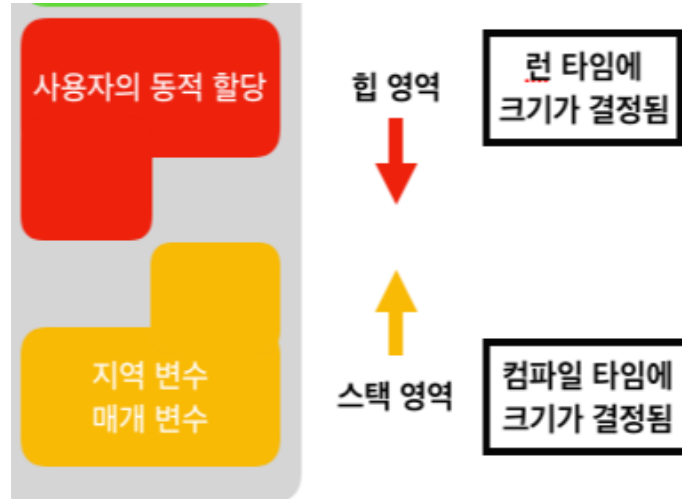 사용자의 동적 할당
힙 영역
런 타임에
크기가 결정됨
지역 변수
매개 변수
스택 영역
컴파일 타임에
크기가 결정됨